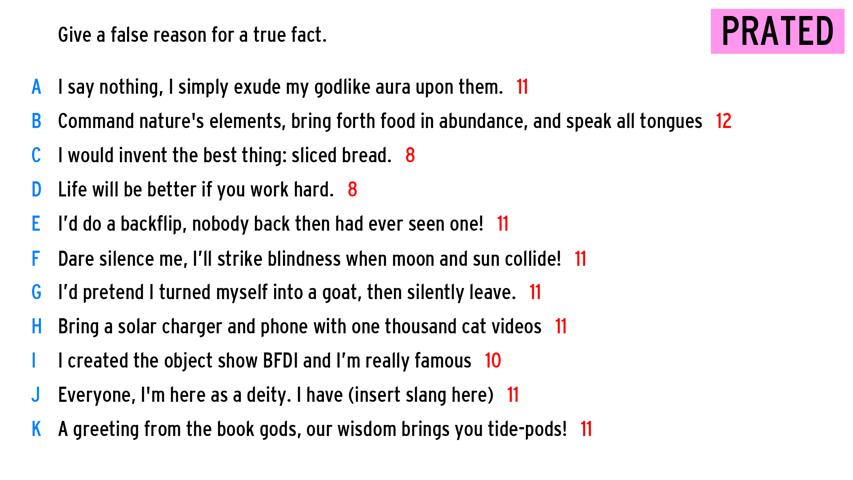 Give a false reason for a true fact.
PRATED
A I say nothing, I simply exude my godlike aura upon them. 11
B Command nature's elements, bring forth food in abundance, and speak all tongues 12
C I would invent the best thing: sliced bread. 8
D Life will be better if you work hard. 8
E I’d do a backflip, nobody back then had ever seen one! 11
F Dare silence me, I’ll strike blindness when moon and sun collide! 11
G I’d pretend I turned myself into a goat, then silently leave. 11
H Bring a solar charger and phone with one thousand cat videos 11
I I created the object show BFDI and I’m really famous 10
J Everyone, I'm here as a deity. I have (insert slang here) 11
K A greeting from the book gods, our wisdom brings you tide-pods! 11